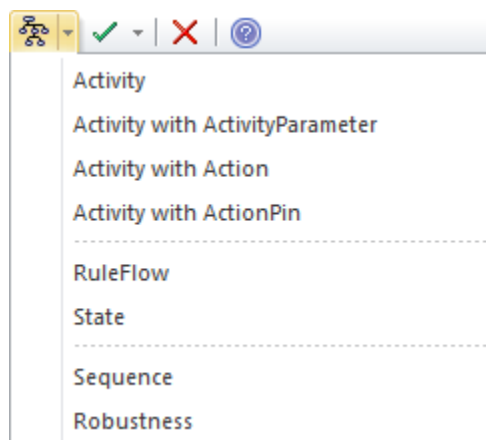 Activity
Activity with ActivityParameter
Activity with Action
Activity with ActionPin
RuleFlow
State
Sequence
Robustness